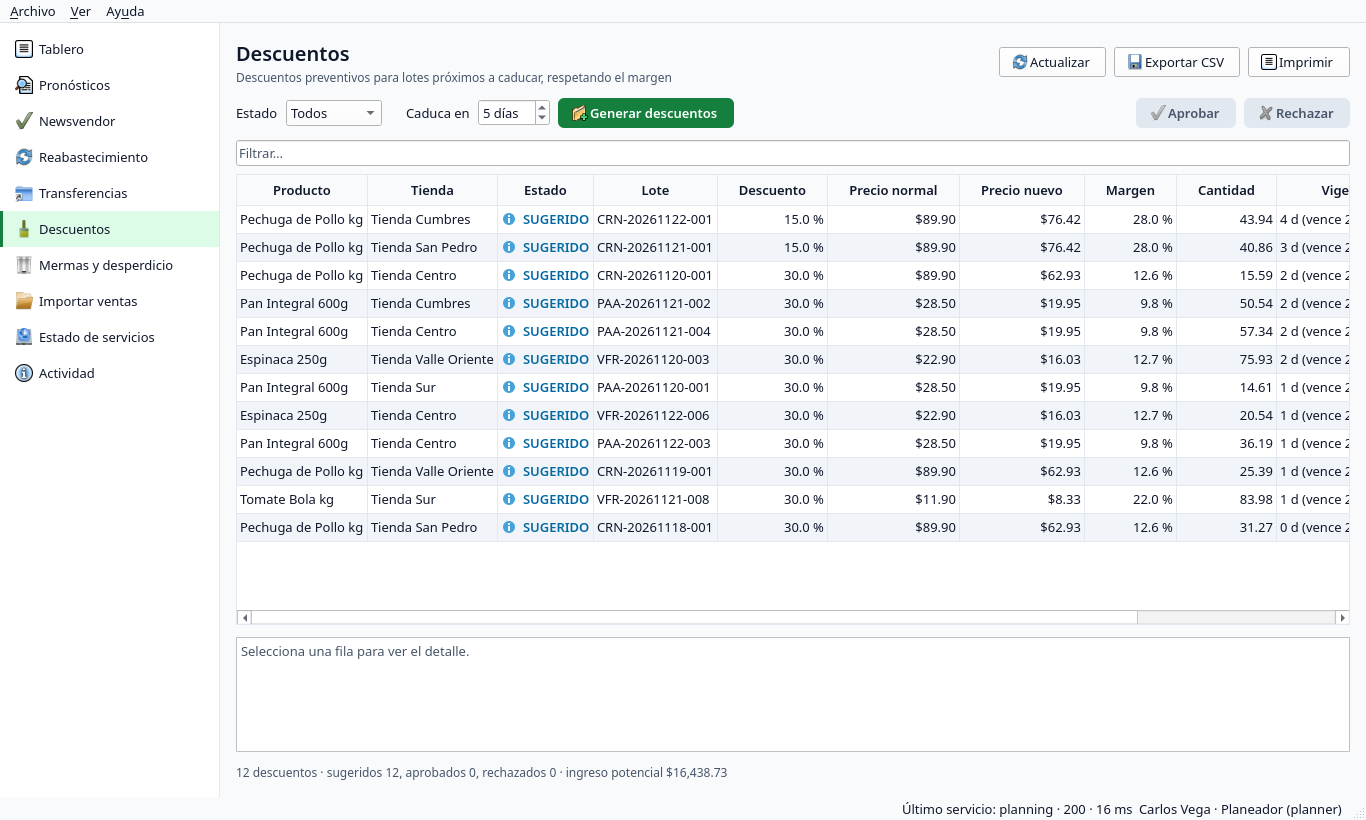 Archivo Ver Ayuda
Tablero
Pronósticos
Newsvendor
Reabastecimiento
Transferencias
Descuentos
Mermas y desperdicio
Importar ventas
Estado de servicios
Actividad
Descuentos
Descuentos preventivos para lotes próximos a caducar, respetando el margen
Actualizar Exportar CSV Imprimir
Estado Todos Caduca en 5 días Generar descuentos Aprobar Rechazar
Filtrar...
Producto Tienda Estado Lote Descuento Precio normal Precio nuevo Margen Cantidad Vige
Pechuga de Pollo kg Tienda Cumbres SUGERIDO CRN-20261122-001 15.0 % $89.90 $76.42 28.0 % 43.94 4 d (vence 2
Pechuga de Pollo kg Tienda San Pedro SUGERIDO CRN-20261121-001 15.0 % $89.90 $76.42 28.0 % 40.86 3 d (vence 2
Pechuga de Pollo kg Tienda Centro SUGERIDO CRN-20261120-001 30.0 % $89.90 $62.93 12.6 % 15.59 2 d (vence 2
Pan Integral 600g Tienda Cumbres SUGERIDO PAA-20261121-002 30.0 % $28.50 $19.95 9.8 % 50.54 2 d (vence 2
Pan Integral 600g Tienda Centro SUGERIDO PAA-20261121-004 30.0 % $28.50 $19.95 9.8 % 57.34 2 d (vence 2
Espinaca 250g Tienda Valle Oriente SUGERIDO VFR-20261120-003 30.0 % $22.90 $16.03 12.7 % 75.93 2 d (vence 2
Pan Integral 600g Tienda Sur SUGERIDO PAA-20261120-001 30.0 % $28.50 $19.95 9.8 % 14.61 1 d (vence 2
Espinaca 250g Tienda Centro SUGERIDO VFR-20261122-006 30.0 % $22.90 $16.03 12.7 % 20.54 1 d (vence 2
Pan Integral 600g Tienda Centro SUGERIDO PAA-20261122-003 30.0 % $28.50 $19.95 9.8 % 36.19 1 d (vence 2
Pechuga de Pollo kg Tienda Valle Oriente SUGERIDO CRN-20261119-001 30.0 % $89.90 $62.93 12.6 % 25.39 1 d (vence 2
Tomate Bola kg Tienda Sur SUGERIDO VFR-20261121-008 30.0 % $11.90 $8.33 22.0 % 83.98 1 d (vence 2
Pechuga de Pollo kg Tienda San Pedro SUGERIDO CRN-20261118-001 30.0 % $89.90 $62.93 12.6 % 31.27 0 d (vence 2
Selecciona una fila para ver el detalle.
12 descuentos · sugeridos 12, aprobados 0, rechazados 0 · ingreso potencial $16,438.73
Último servicio: planning · 200 · 16 ms Carlos Vega · Planeador (planner)